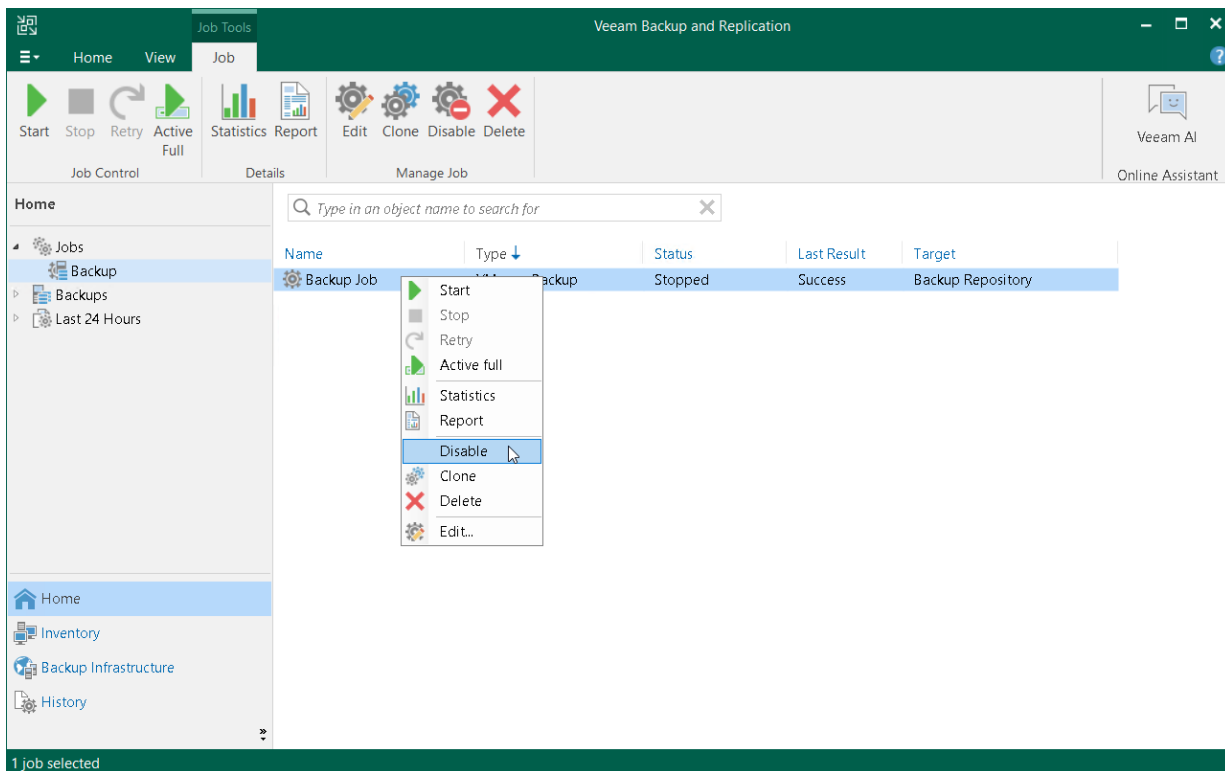 Job Tools
Veeam Backup and Replication
Home View Job
Start Stop Retry Active Full
Statistics Report
Edit Clone Disable Delete
Veeam AI
Job Control
Details
Manage Job
Online Assistant
Home
Type in an object name to search for
Jobs
Backup
Backups
Last 24 Hours
Name Type Status Last Result Target
Backup Job Backup Stopped Success Backup Repository
Start
Stop
Retry
Active full
Statistics
Report
Disable
Clone
Delete
Edit...
Home
Inventory
Backup Infrastructure
History
1 job selected